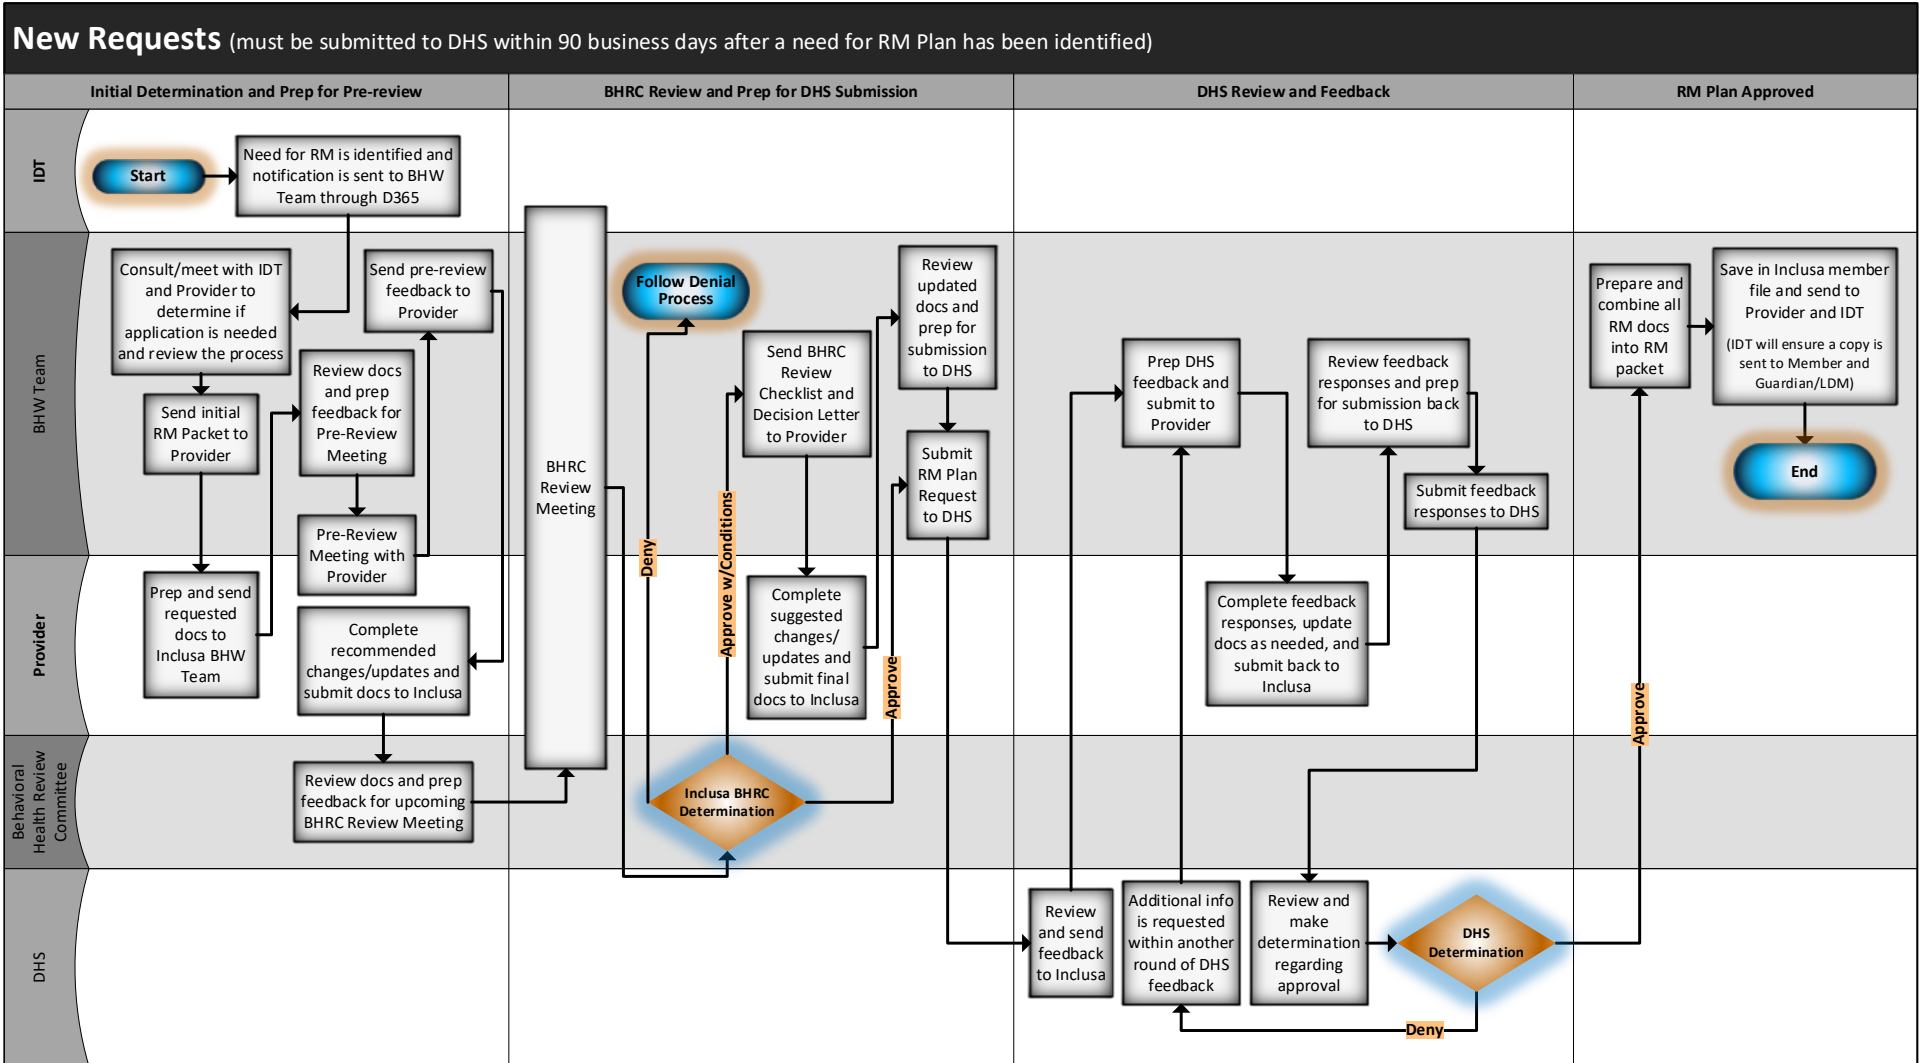 New Requests (must be submitted to DHS within 90 business days after a need for RM Plan has been identified)
Initial Determination and Prep for Pre-review
BHRC Review and Prep for DHS Submission
DHS Review and Feedback
RM Plan Approved
IDT
Start
Need for RM is identified and
notification is sent to BHW
Team through D365
BHW Team
Consult/meet with IDT
and Provider to
determine if
application is needed
and review the process
Send initial
RM Packet to
Provider
Send pre-review
feedback to
Provider
Review docs
and prep
feedback for
Pre-Review
Meeting
Pre-Review
Meeting with
Provider
Provider
Prep and send
requested
docs to
Inclusa BHW
Team
Complete
recommended
changes/updates and
submit docs to Inclusa
Behavioral
Health Review
Committee
Review docs and prep
feedback for upcoming
BHRC Review Meeting
BHRC
Review
Meeting
Follow Denial
Process
Deny
Approve w/Conditions
Approve
Inclusa BHRC
Determination
Send BHRC
Review
Checklist and
Decision Letter
to Provider
Complete
suggested
changes/
updates and
submit final
docs to Inclusa
Review
updated
docs and
prep for
submission
to DHS
Submit
RM Plan
Request
to DHS
DHS
Review
and send
feedback
to Inclusa
Prep DHS
feedback and
submit to
Provider
Complete feedback
responses, update
docs as needed, and
submit back to
Inclusa
Review feedback
responses and prep
for submission back
to DHS
Submit feedback
responses to DHS
Additional info
is requested
within another
round of DHS
feedback
Review and
make
determination
regarding
approval
DHS
Determination
Deny
Approve
Prepare and
combine all
RM docs
into RM
packet
Save in Inclusa member
file and send to
Provider and IDT
(IDT will ensure a copy is
sent to Member and
Guardian/LDM)
End